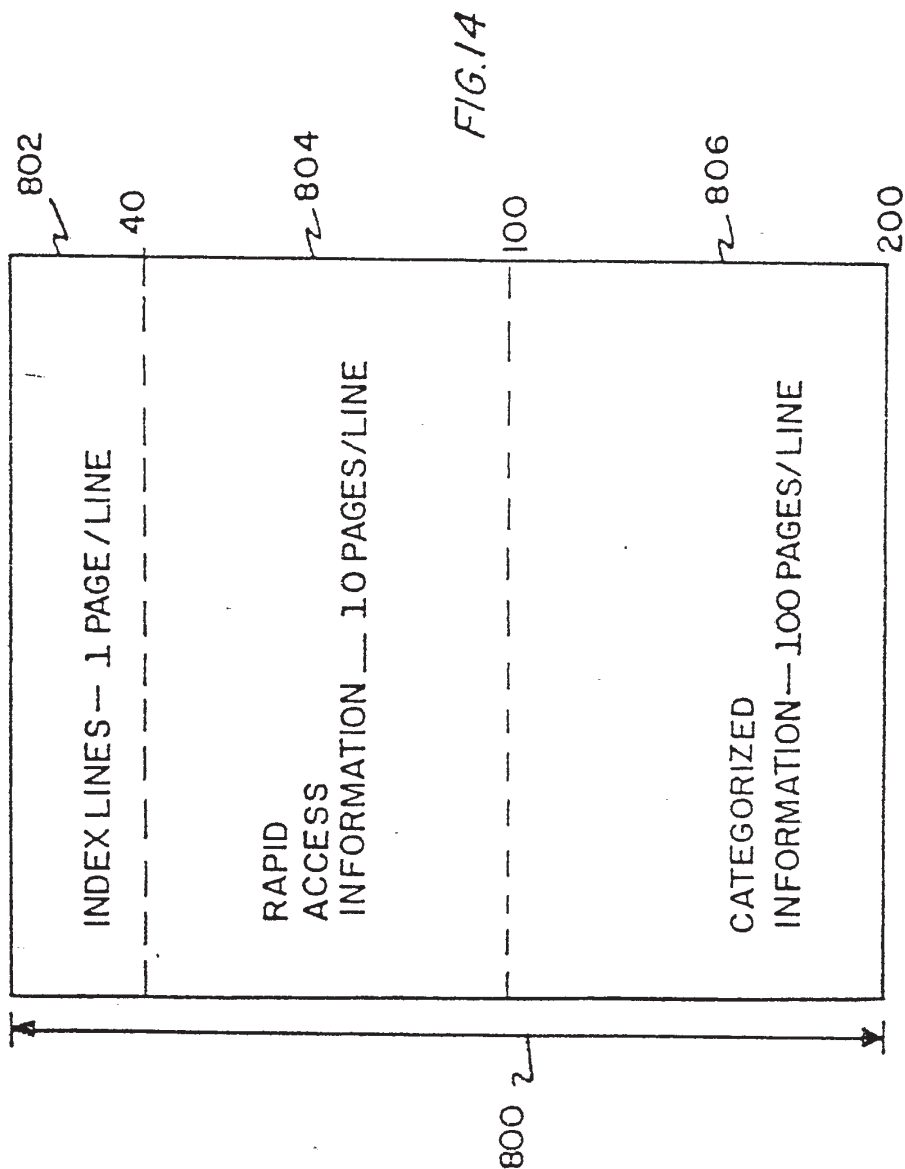 802
INDEX LINES — 1 PAGE/LINE
40
RAPID
ACCESS
INFORMATION — 10 PAGES/LINE
804
FIG.14
100
CATEGORIZED
INFORMATION — 100 PAGES/LINE
806
200
800